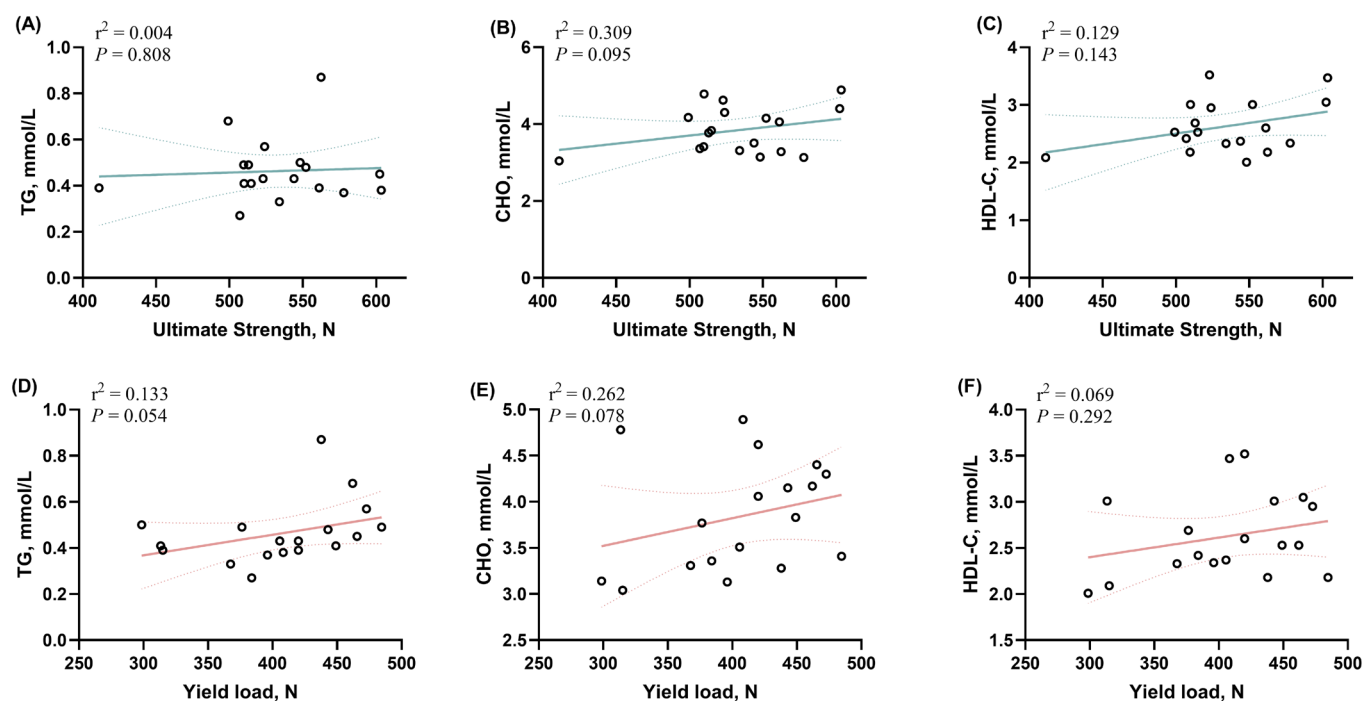 (A)
r² = 0.004
P = 0.808
TG, mmol/L
1.0
0.8
0.6
0.4
0.2
0.0
400 450 500 550 600
Ultimate Strength, N
(B)
r² = 0.309
P = 0.095
CHO, mmol/L
6
4
2
0
400 450 500 550 600
Ultimate Strength, N
(C)
r² = 0.129
P = 0.143
HDL-C, mmol/L
4
3
2
1
0
400 450 500 550 600
Ultimate Strength, N
(D)
r² = 0.133
P = 0.054
TG, mmol/L
1.0
0.8
0.6
0.4
0.2
0.0
250 300 350 400 450 500
Yield load, N
(E)
r² = 0.262
P = 0.078
CHO, mmol/L
5.0
4.5
4.0
3.5
3.0
2.5
250 300 350 400 450 500
Yield load, N
(F)
r² = 0.069
P = 0.292
HDL-C, mmol/L
4.0
3.5
3.0
2.5
2.0
1.5
250 300 350 400 450 500
Yield load, N